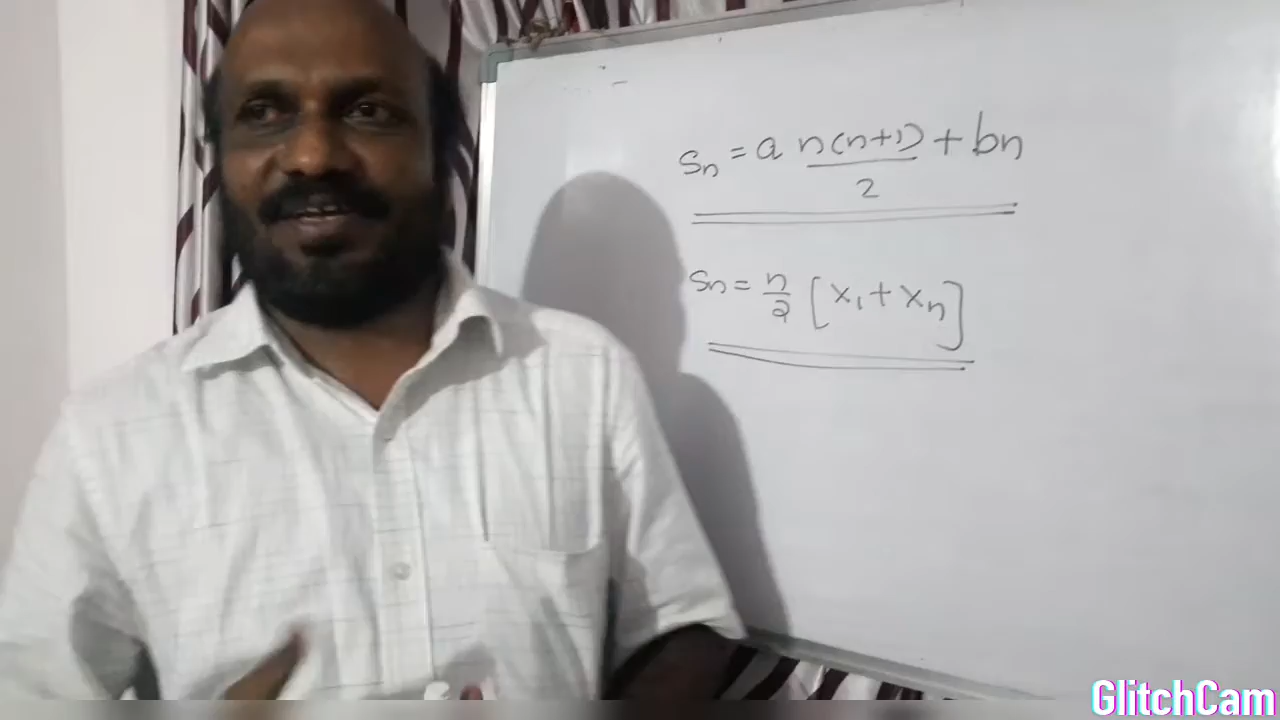 Sn = a n(n+1)/2 + bn
Sn = n/2 [x1 + xn]
GlitchCam